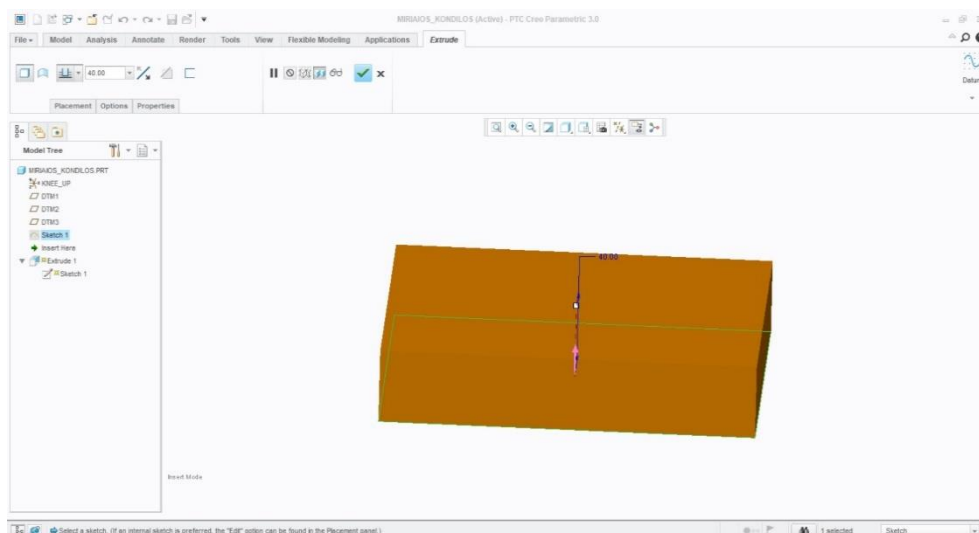 MIRIAIOS_KONDILOS (Active) - PTC Creo Parametric 3.0
File Model Analysis Annotate Render Tools View Flexible Modeling Applications Extrude
40.00
Datum
Placement Options Properties
Model Tree
MIRIAIOS_KONDILOS.PRT
KNEE_UP
DTM1
DTM2
DTM3
Sketch 1
Insert Here
Extrude 1
Sketch 1
40.00
Insert Mode
Select a sketch. (If an internal sketch is preferred, the "Edit" option can be found in the Placement panel.)
1 selected Sketch